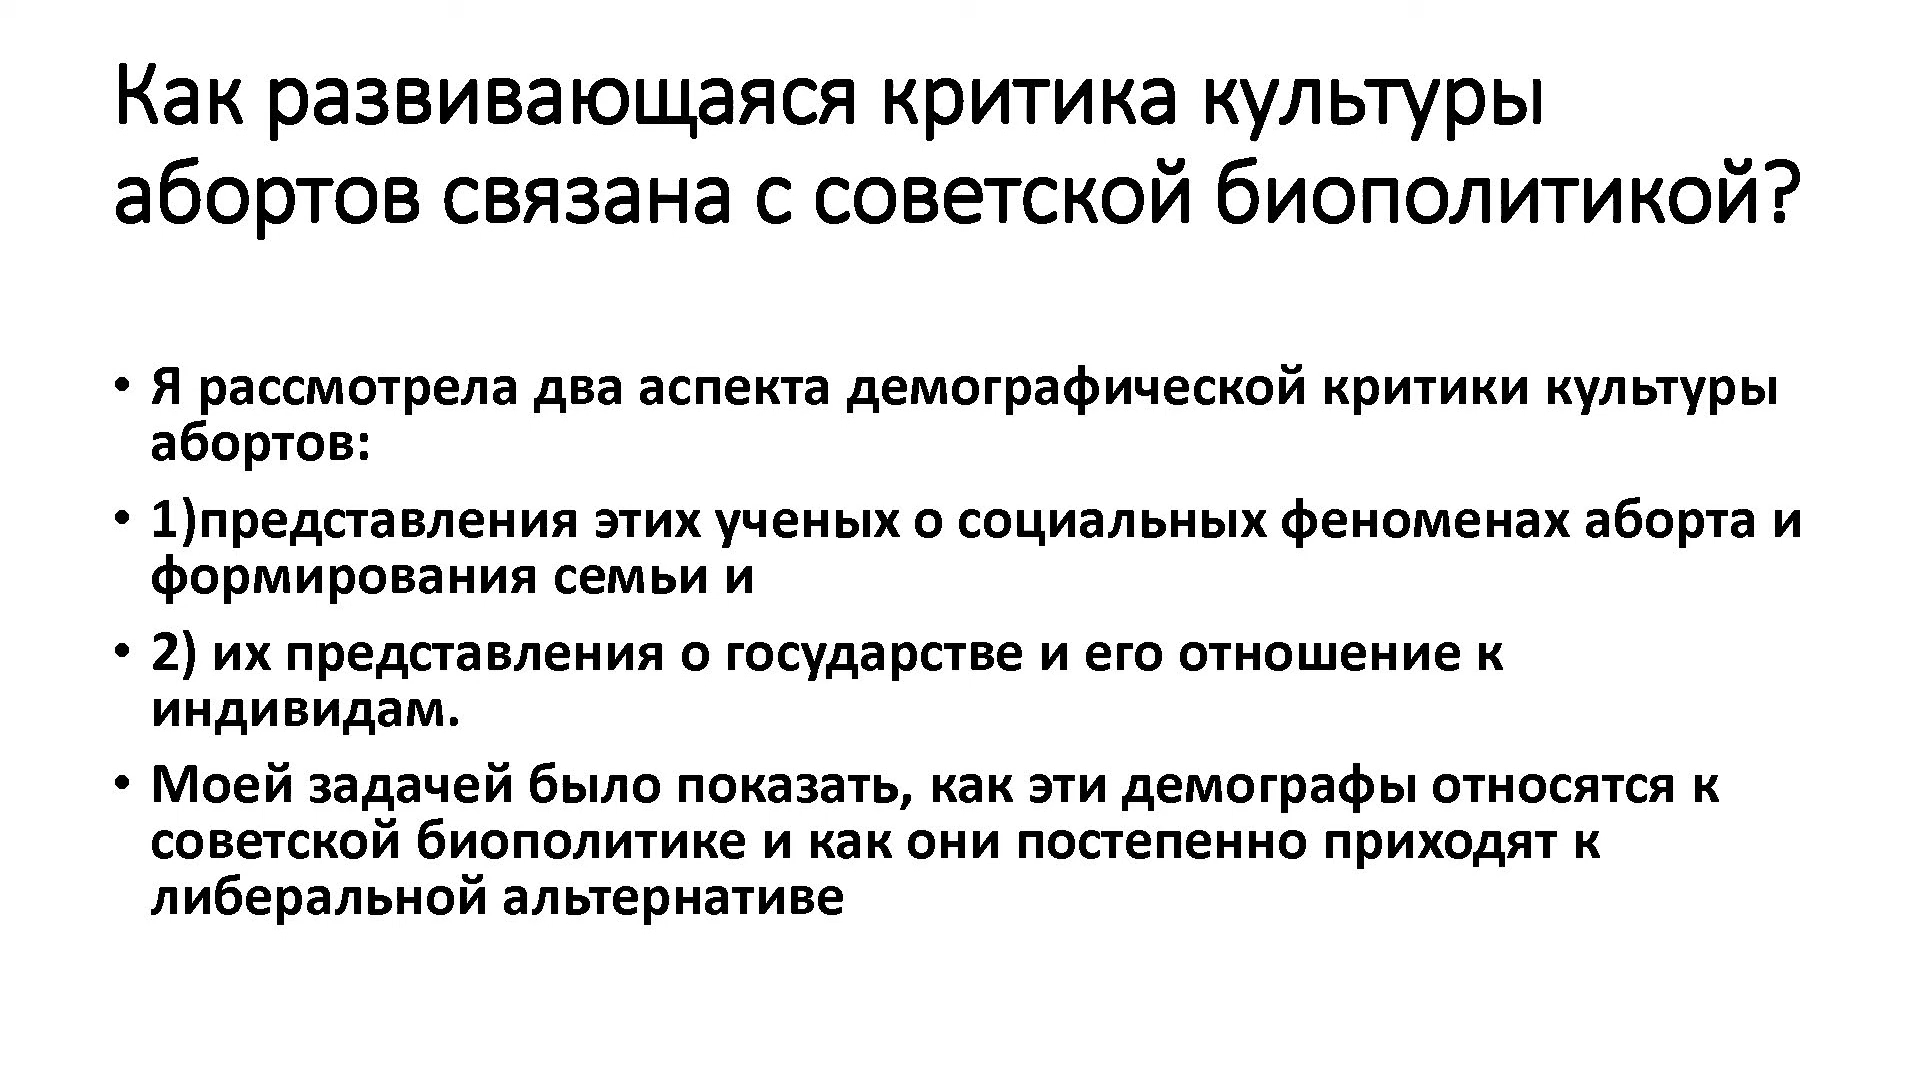 Как развивающаяся критика культуры
абортов связана с советской биополитикой?
• Я рассмотрела два аспекта демографической критики культуры
абортов:
• 1)представления этих ученых о социальных феноменах аборта и
формирования семьи и
• 2) их представления о государстве и его отношение к
индивидам.
• Моей задачей было показать, как эти демографы относятся к
советской биополитике и как они постепенно приходят к
либеральной альтернативе